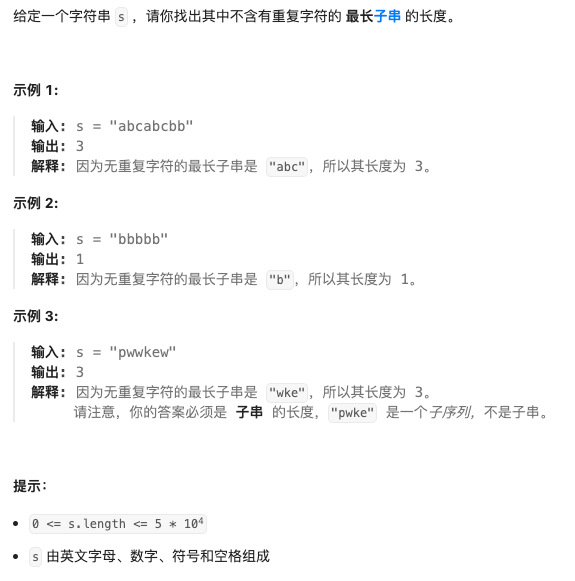 给定一个字符串 s ，请你找出其中不含有重复字符的 最长子串 的长度。
示例 1:
输入: s = "abcabcbb"
输出: 3
解释: 因为无重复字符的最长子串是 "abc"，所以其长度为 3。
示例 2:
输入: s = "bbbbb"
输出: 1
解释: 因为无重复字符的最长子串是 "b"，所以其长度为 1。
示例 3:
输入: s = "pwwkew"
输出: 3
解释: 因为无重复字符的最长子串是 "wke"，所以其长度为 3。
请注意，你的答案必须是 子串 的长度，"pwke" 是一个子序列，不是子串。
提示：
• 0 <= s.length <= 5 * 10⁴
• s 由英文字母、数字、符号和空格组成